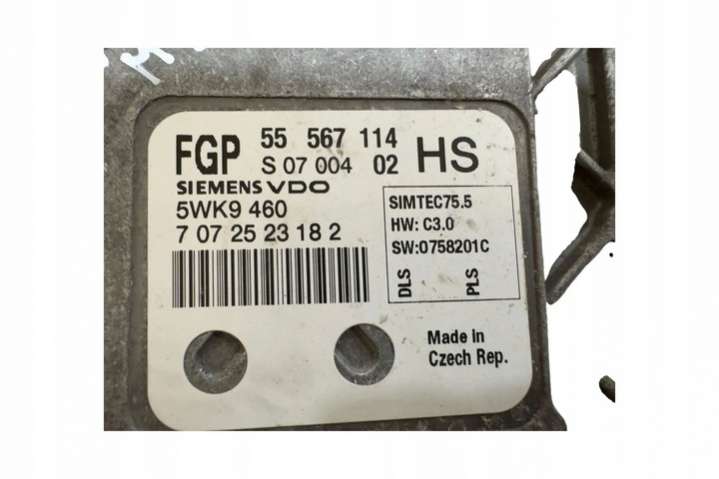 FGP 55 567 114 HS
S 07 004 02
SIEMENS VDO
5WK9 460
7 07 25 23 18 2
SIMTEC75.5
HW: C3.0
SW:0758201C
DLS PLS
Made in
Czech Rep.